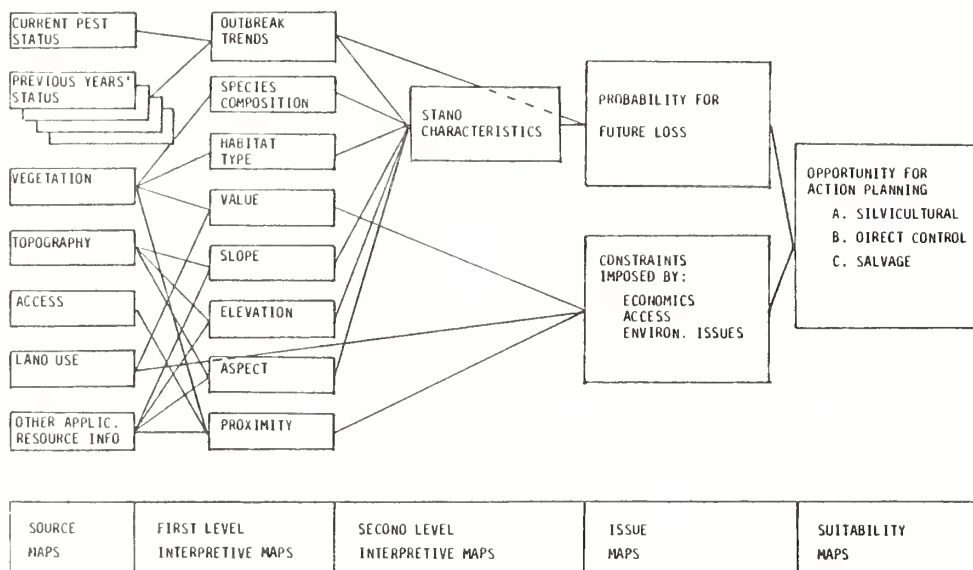 CURRENT PEST
STATUS
PREVIOUS YEARS'
STATUS
VEGETATION
TOPOGRAPHY
ACCESS
LANO USE
OTHER APPLIC.
RESOURCE INFO
OUTBREAK
TRENDS
SPECIES
COMPOSITION
HABITAT
TYPE
VALUE
SLOPE
ELEVATION
ASPECT
PROXIMITY
STANO
CHARACTERISTICS
PROBABILITY FOR
FUTURE LOSS
CONSTRAINTS
IMPOSED BY:
ECONOMICS
ACCESS
ENVIRON. ISSUES
OPPORTUNITY FOR
ACTION PLANNING
A. SILVICULTURAL
B. OIRECT CONTROL
C. SALVAGE
SOURCE
MAPS
FIRST LEVEL
INTERPRETIVE MAPS
SECOND LEVEL
INTERPRETIVE MAPS
ISSUE
MAPS
SUITABILITY
MAPS